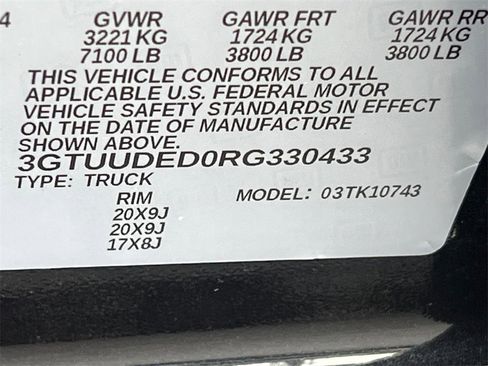 4 GVWR GAWR FRT GAWR RR
3221 KG 1724 KG 1724 KG
7100 LB 3800 LB 3800 LB
THIS VEHICLE CONFORMS TO ALL
APPLICABLE U.S. FEDERAL MOTOR
VEHICLE SAFETY STANDARDS IN EFFECT
ON THE DATE OF MANUFACTURE
SHOWN ABOVE.
3GTUUDED0RG330433
TYPE: TRUCK
RIM MODEL: 03TK10743
20X9J
20X9J
17X8J